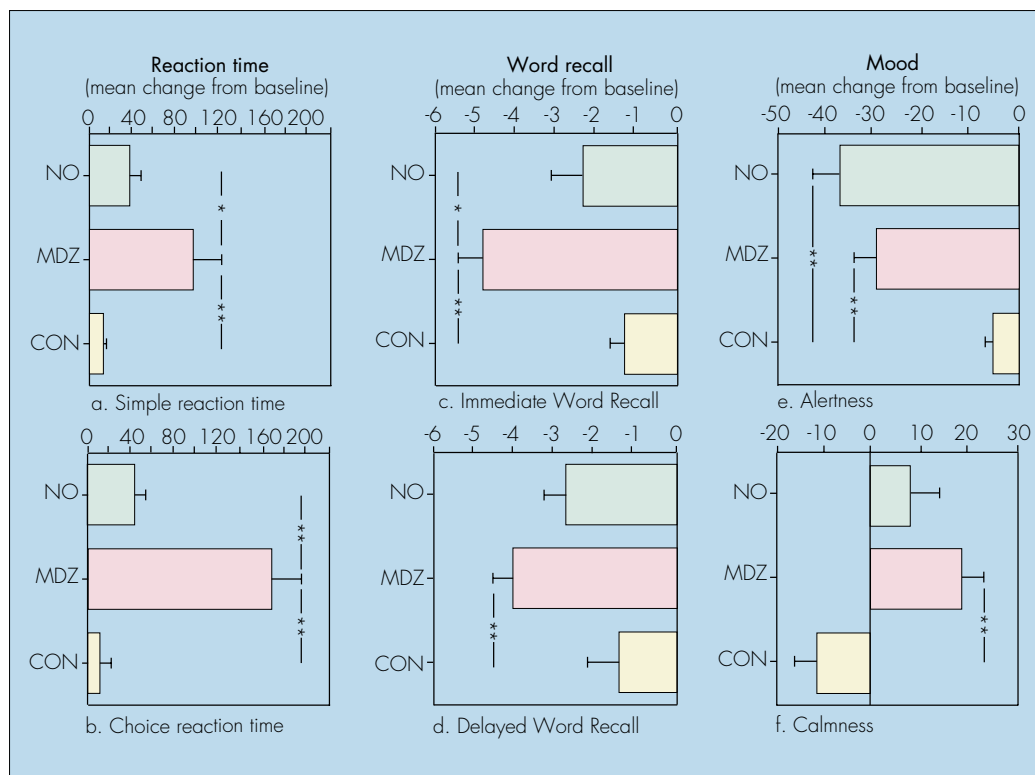 Reaction time
(mean change from baseline)
0 40 80 120 160 200
NO
*
MDZ
**
CON
a. Simple reaction time
0 40 80 120 160 200
NO
**
MDZ
**
CON
b. Choice reaction time
Word recall
(mean change from baseline)
-6 -5 -4 -3 -2 -1 0
*
**
c. Immediate Word Recall
-6 -5 -4 -3 -2 -1 0
NO
MDZ
**
CON
d. Delayed Word Recall
Mood
(mean change from baseline)
-50 -40 -30 -20 -10 0
NO
**
MDZ
**
CON
e. Alertness
-20 -10 0 10 20 30
NO
MDZ
**
CON
f. Calmness